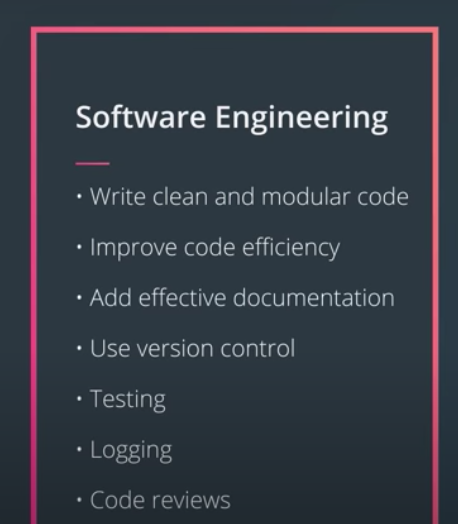 Software Engineering
• Write clean and modular code
• Improve code efficiency
• Add effective documentation
• Use version control
• Testing
• Logging
• Code reviews